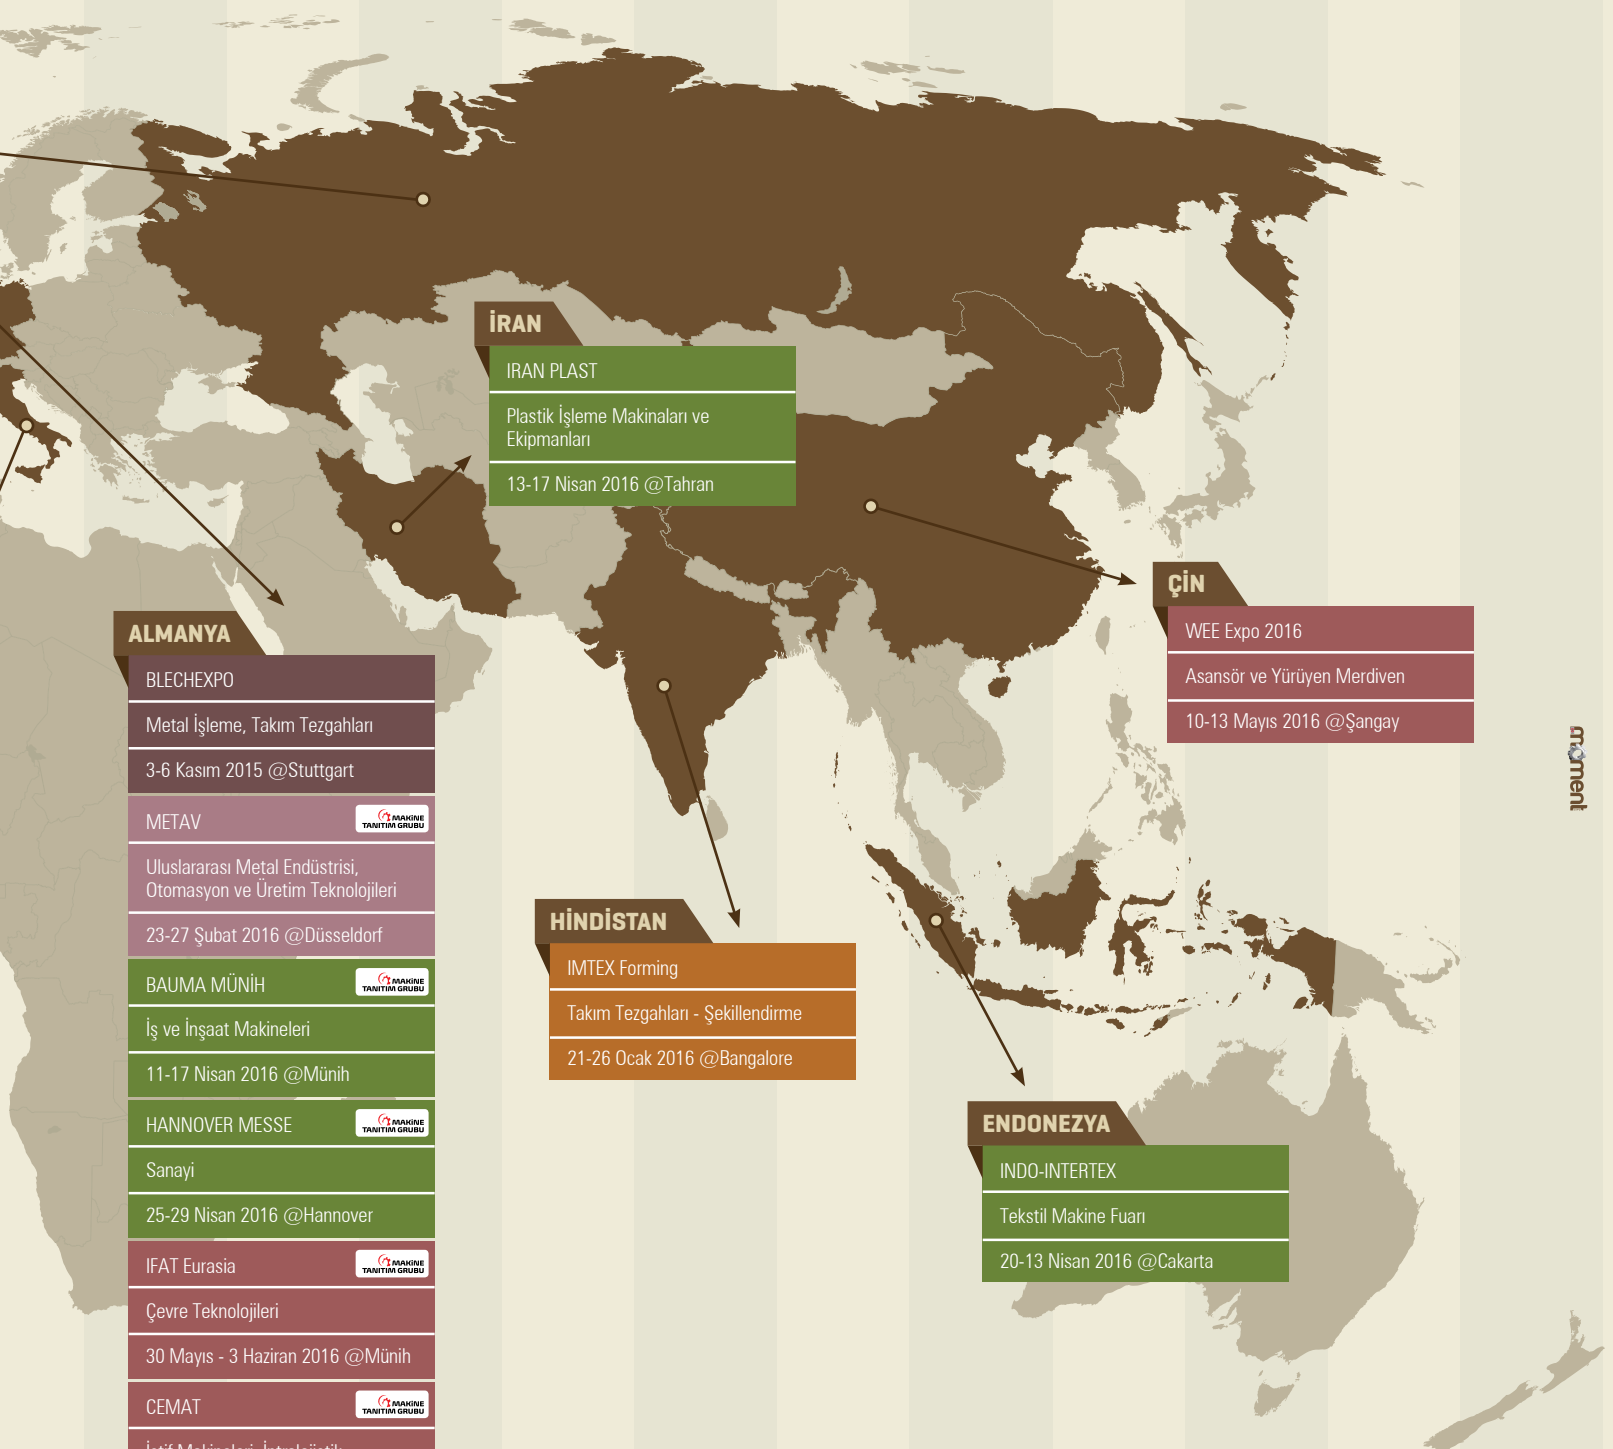 İRAN
IRAN PLAST
Plastik İşleme Makinaları ve
Ekipmanları
13-17 Nisan 2016 @Tahran
ÇİN
WEE Expo 2016
Asansör ve Yürüyen Merdiven
10-13 Mayıs 2016 @Şangay
moment
ALMANYA
BLECHEXPO
Metal İşleme, Takım Tezgahları
3-6 Kasım 2015 @Stuttgart
METAV
MAKİNE
TANITIM GRUBU
Uluslararası Metal Endüstrisi,
Otomasyon ve Üretim Teknolojileri
23-27 Şubat 2016 @Düsseldorf
BAUMA MÜNİH
MAKİNE
TANITIM GRUBU
İş ve İnşaat Makineleri
11-17 Nisan 2016 @Münih
HANNOVER MESSE
MAKİNE
TANITIM GRUBU
Sanayi
25-29 Nisan 2016 @Hannover
IFAT Eurasia
MAKİNE
TANITIM GRUBU
Çevre Teknolojileri
30 Mayıs - 3 Haziran 2016 @Münih
CEMAT
MAKİNE
TANITIM GRUBU
HİNDİSTAN
IMTEX Forming
Takım Tezgahları - Şekillendirme
21-26 Ocak 2016 @Bangalore
ENDONEZYA
INDO-INTERTEX
Tekstil Makine Fuarı
20-13 Nisan 2016 @Cakarta